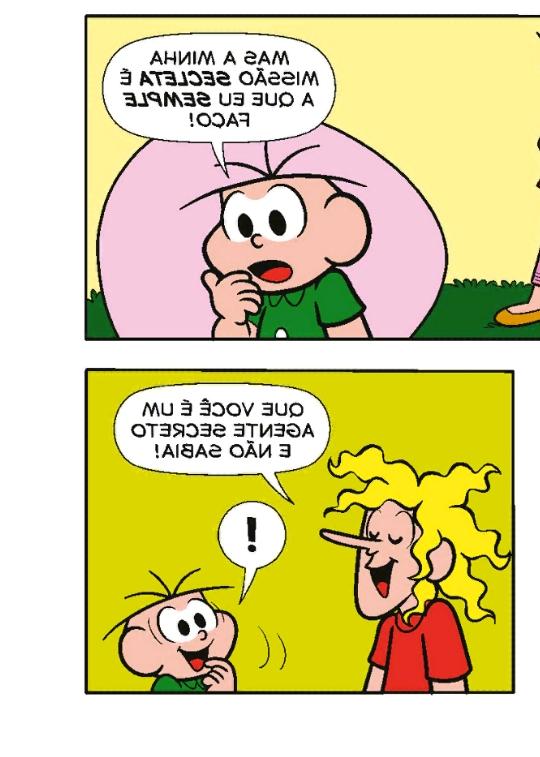 MAS A MINHA
MISSÃO SECLETA É
A QUE EU SEMPLE
FAÇO!
QUE VOCÊ É UM
AGENTE SECRETO
E NÃO SABIA!
!